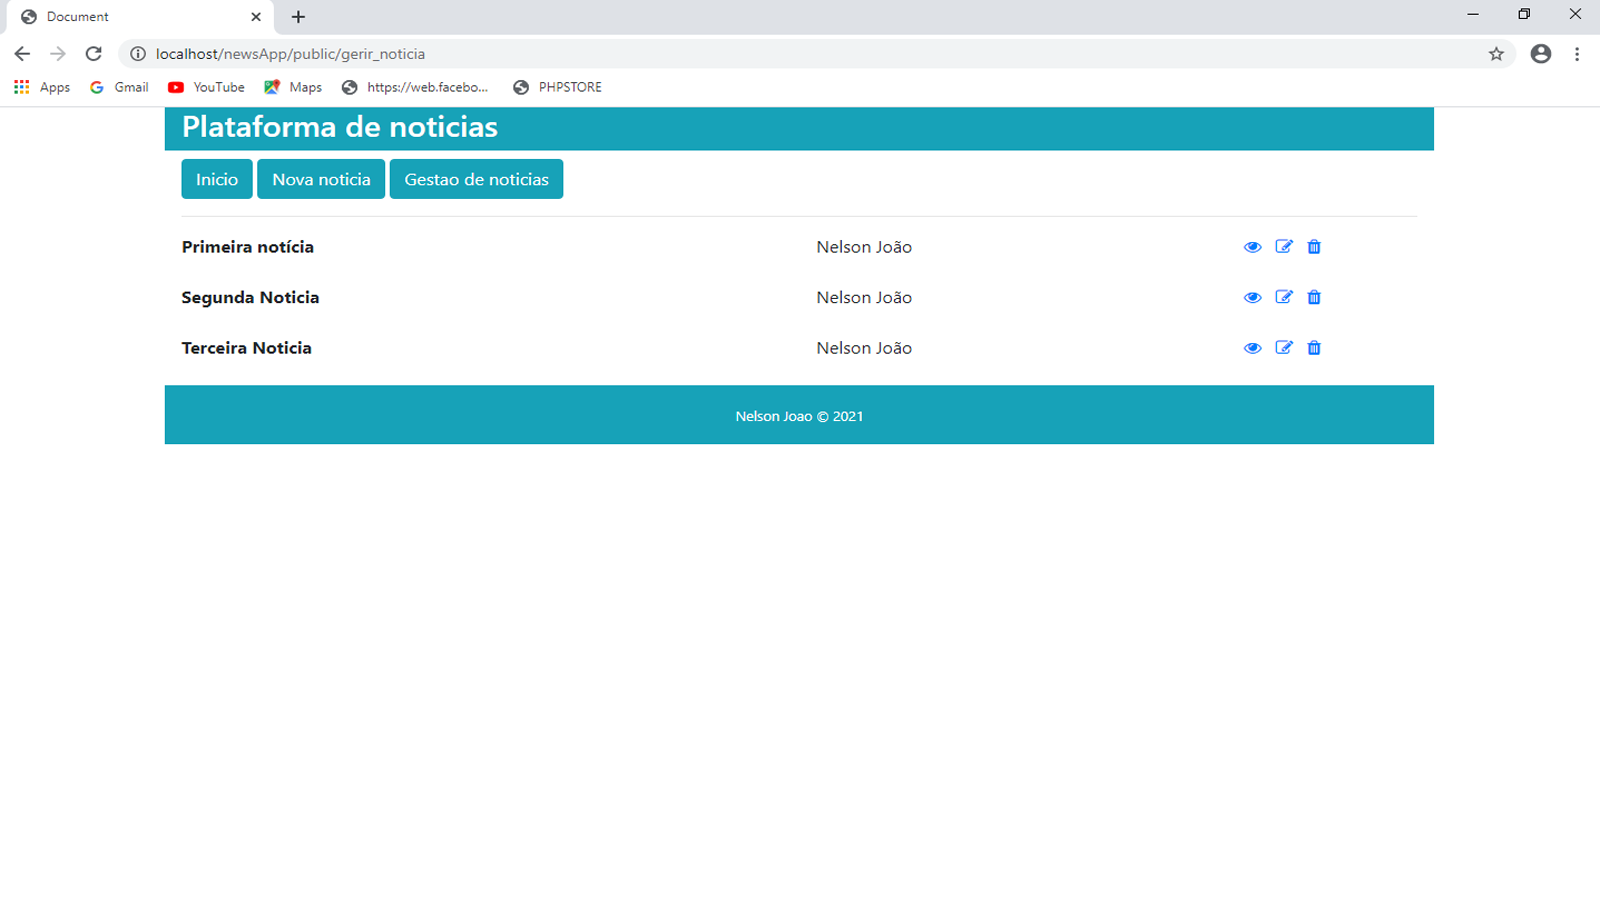 Document
localhost/newsApp/public/gerir_noticia
Apps Gmail YouTube Maps https://web.facebo... PHPSTORE
Plataforma de noticias
Inicio Nova noticia Gestao de noticias
Primeira notícia Nelson João
Segunda Noticia Nelson João
Terceira Noticia Nelson João
Nelson Joao © 2021